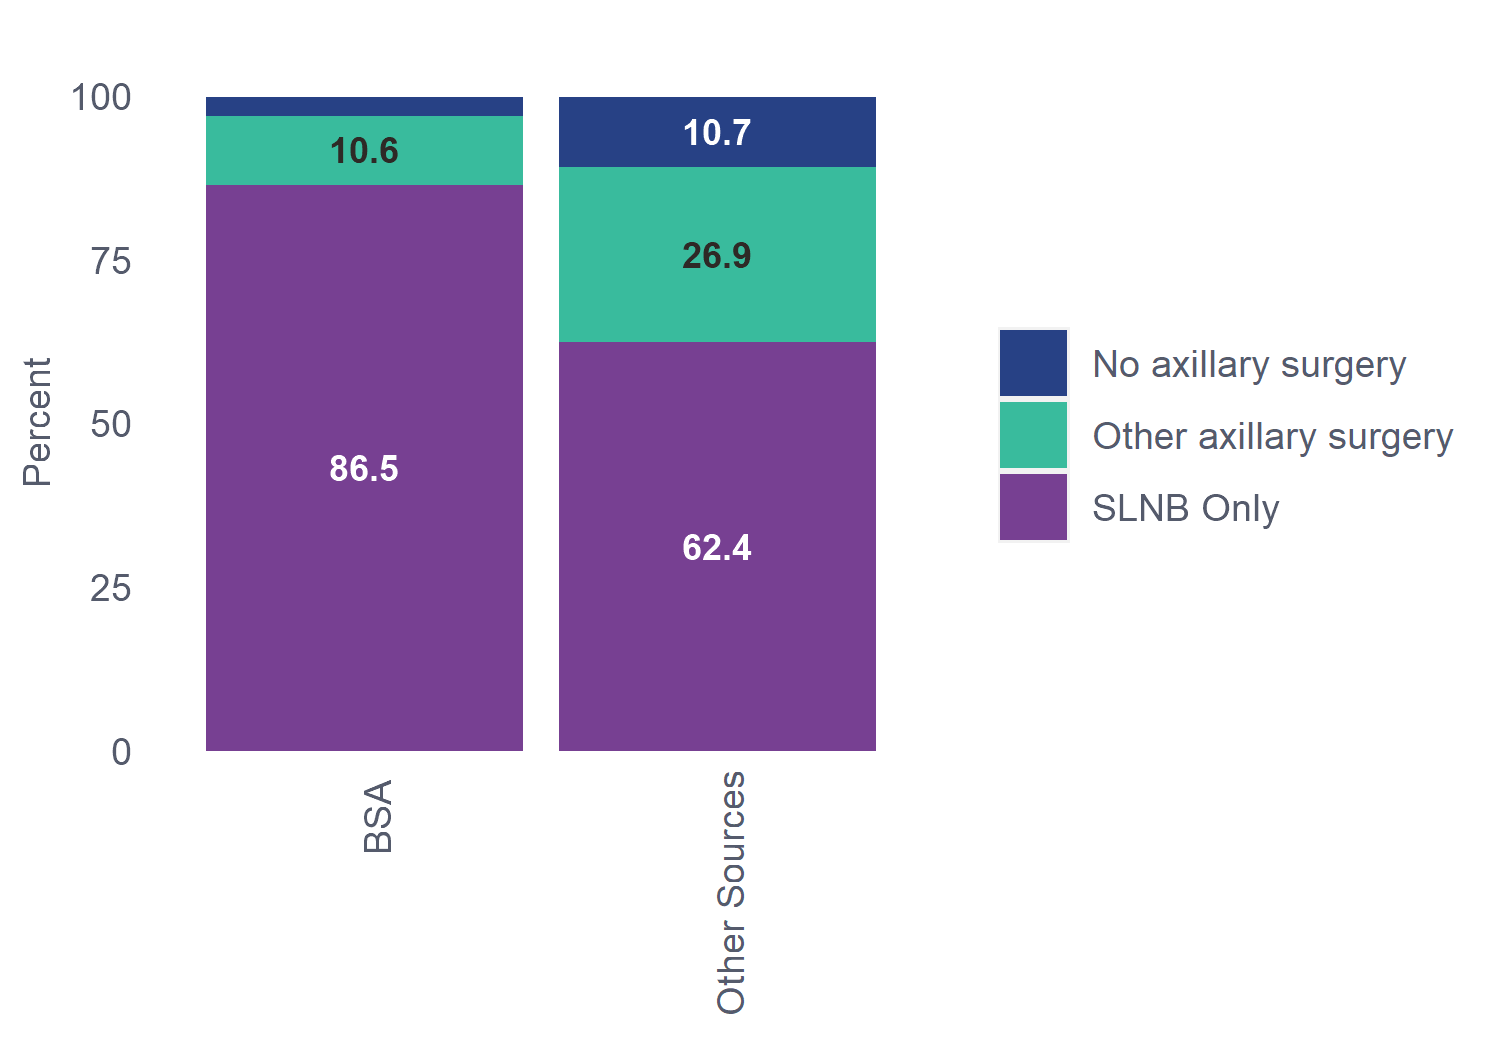 Percent
100
75
50
25
0
10.6
86.5
10.7
26.9
62.4
BSA
Other Sources
No axillary surgery
Other axillary surgery
SLNB Only